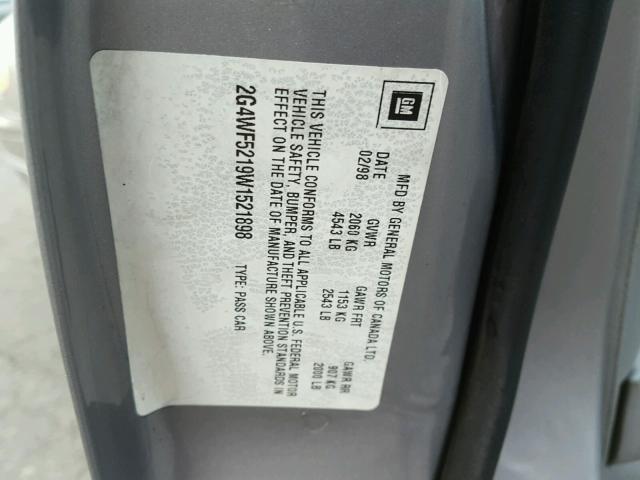 GM
MFD BY GENERAL MOTORS OF CANADA LTD.
DATE GVWR GAWR FRT GAWR RR
02/98 2060 KG 1153 KG 907 KG
4543 LB 2543 LB 2000 LB
THIS VEHICLE CONFORMS TO ALL APPLICABLE U.S. FEDERAL MOTOR
VEHICLE SAFETY, BUMPER, AND THEFT PREVENTION STANDARDS IN
EFFECT ON THE DATE OF MANUFACTURE SHOWN ABOVE.
2G4WF5219W1521898 TYPE: PASS CAR